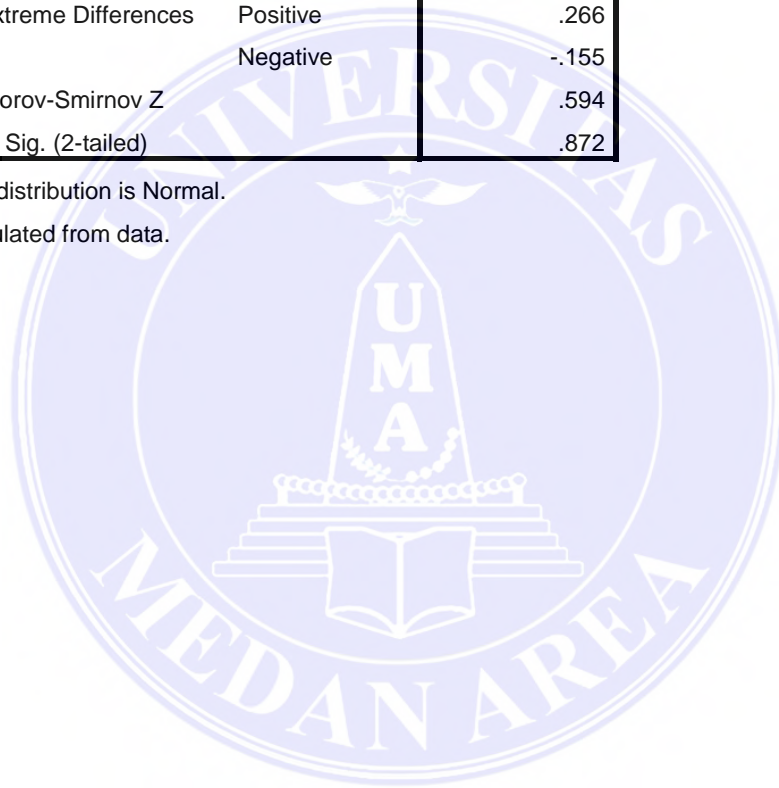 xtreme Differences Positive .266
Negative -.155
orov-Smirnov Z .594
Sig. (2-tailed) .872
distribution is Normal.
ulated from data.
UNIVERSITAS
U
M
A
MEDAN AREA